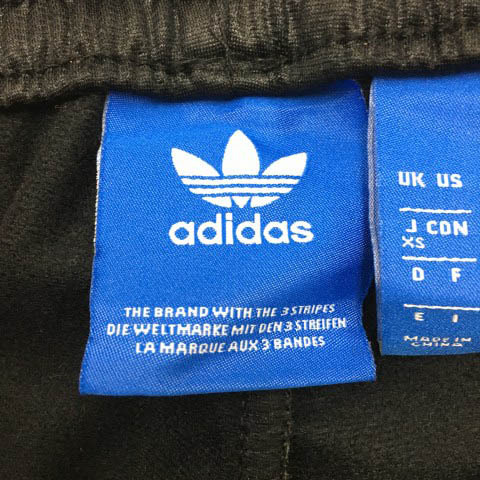 adidas
THE BRAND WITH THE 3 STRIPES
DIE WELTMARKE MIT DEN 3 STREIFEN
LA MARQUE AUX 3 BANDES
UK US
J CDN
XS
D F
E I
MADE IN
CHINA